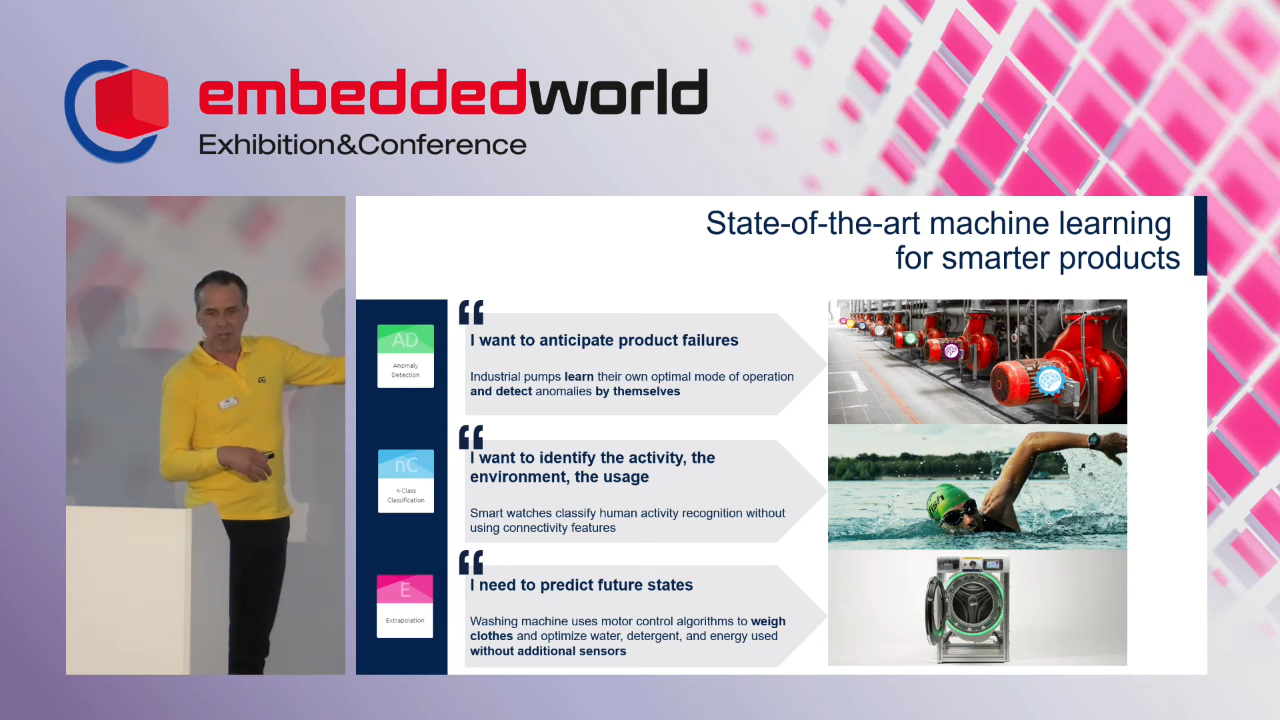 embeddedworld
Exhibition&Conference
State-of-the-art machine learning
for smarter products
AD
Anomaly
Detection
“
I want to anticipate product failures
Industrial pumps learn their own optimal mode of operation
and detect anomalies by themselves
nC
n-Class
Classification
“
I want to identify the activity, the
environment, the usage
Smart watches classify human activity recognition without
using connectivity features
E
Extrapolation
“
I need to predict future states
Washing machine uses motor control algorithms to weigh
clothes and optimize water, detergent, and energy used
without additional sensors